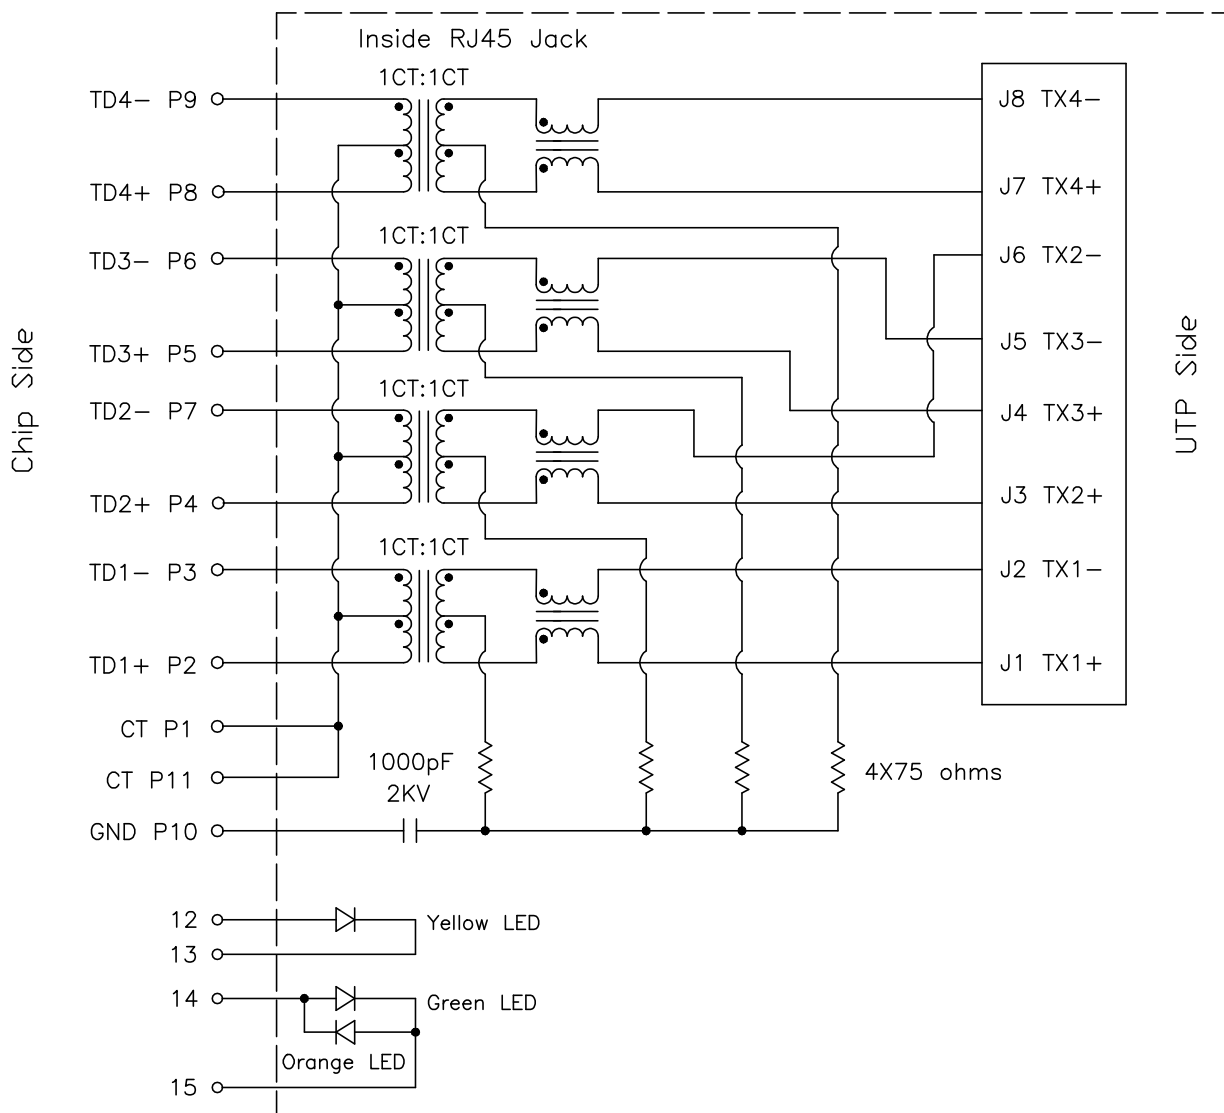 Inside RJ45 Jack
1CT:1CT
TD4- P9
J8 TX4-
TD4+ P8
J7 TX4+
1CT:1CT
TD3- P6
J6 TX2-
TD3+ P5
J5 TX3-
Chip Side
UTP Side
1CT:1CT
TD2- P7
J4 TX3+
TD2+ P4
J3 TX2+
1CT:1CT
TD1- P3
J2 TX1-
TD1+ P2
J1 TX1+
CT P1
CT P11
1000pF
2KV
4X75 ohms
GND P10
12
Yellow LED
13
14
Green LED
Orange LED
15